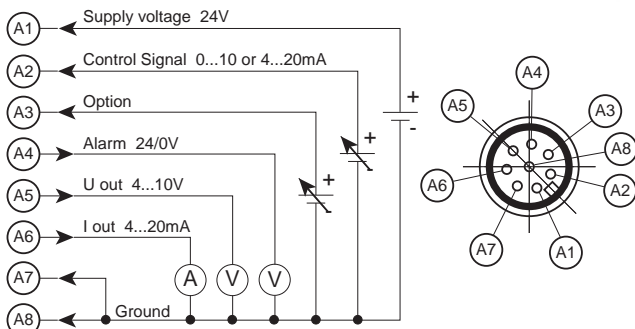 A1 Supply voltage 24V
A2 Control Signal 0...10 or 4...20mA
A3 Option
A4 Alarm 24/0V
A5 U out 4...10V
A6 I out 4...20mA
A7
A8 Ground
+
-
+
+
A V V
A4
A5 A3
A8
A6 A2
A7 A1